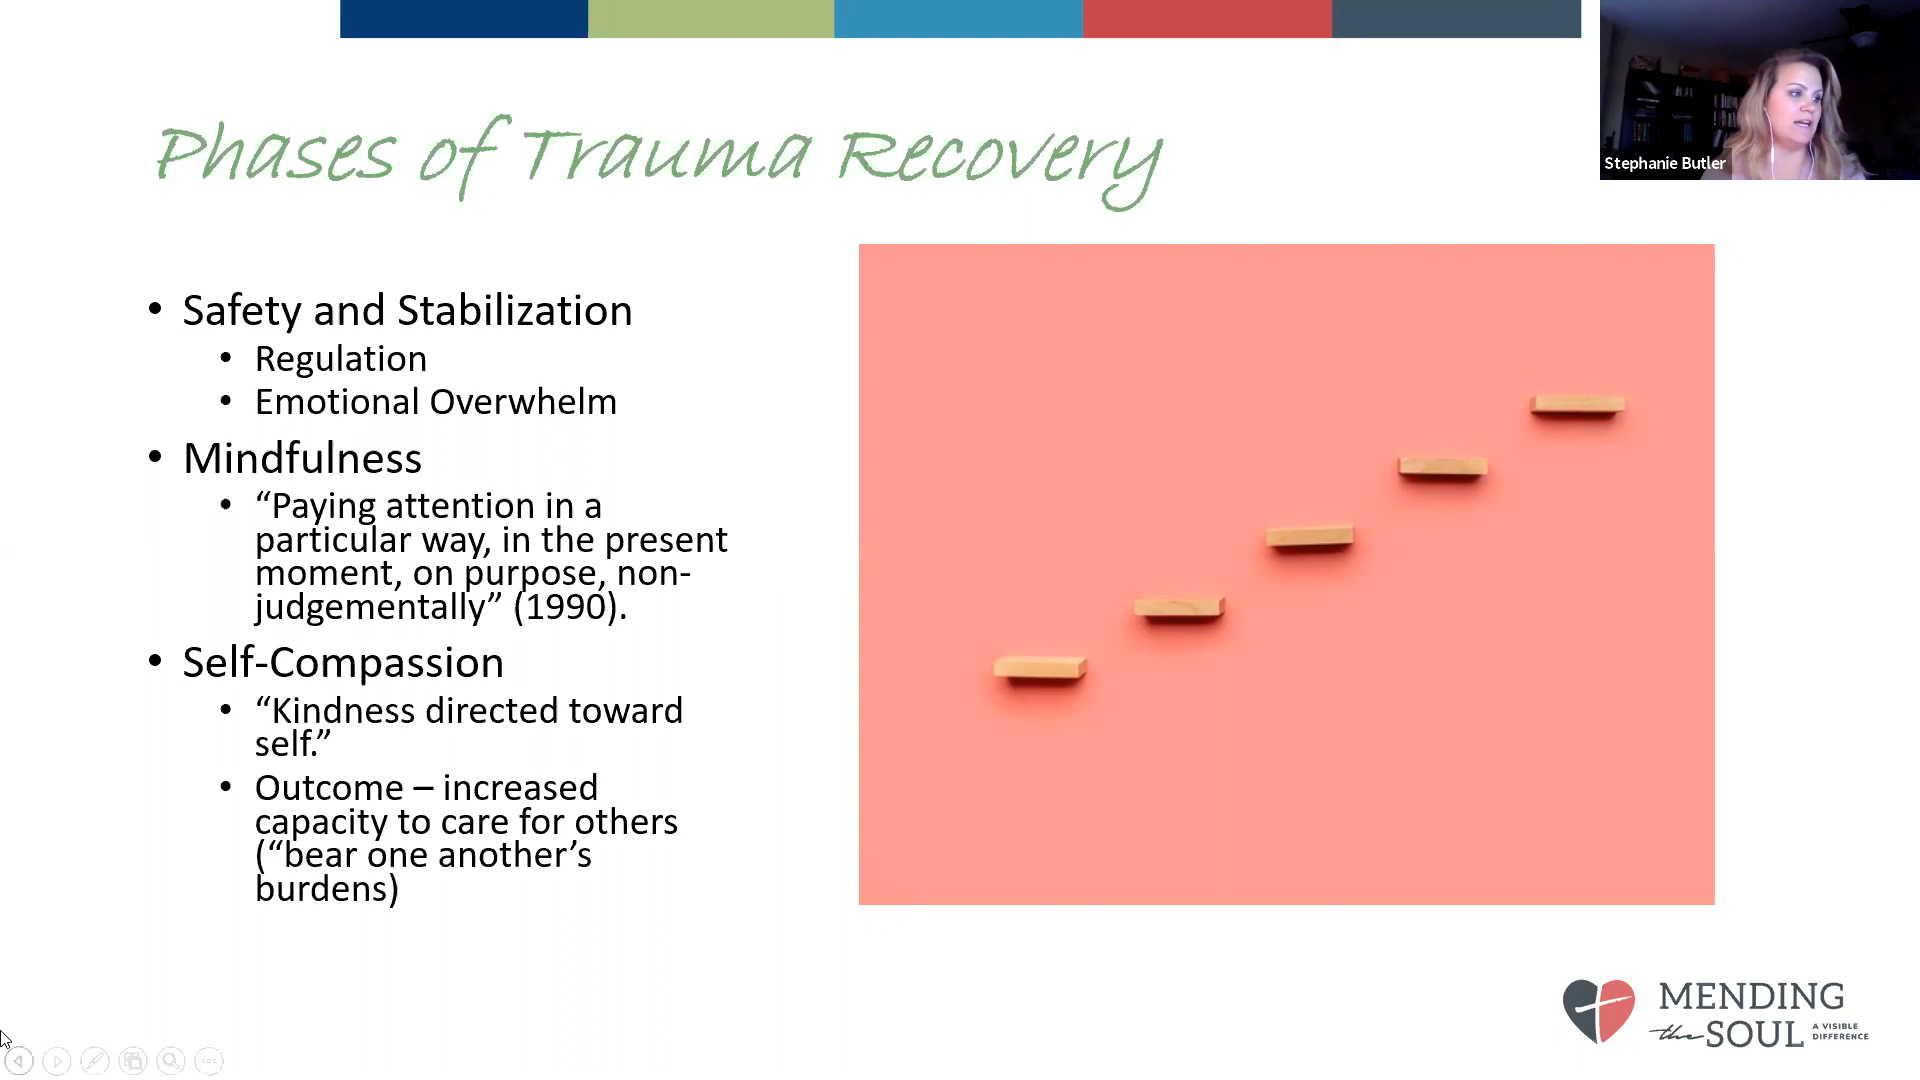 Phases of Trauma Recovery
Stephanie Butler
• Safety and Stabilization
• Regulation
• Emotional Overwhelm
• Mindfulness
• “Paying attention in a
particular way, in the present
moment, on purpose, non-
judgementally” (1990).
• Self-Compassion
• “Kindness directed toward
self.”
• Outcome – increased
capacity to care for others
(“bear one another’s
burdens)
MENDING
the SOUL
A VISIBLE
DIFFERENCE